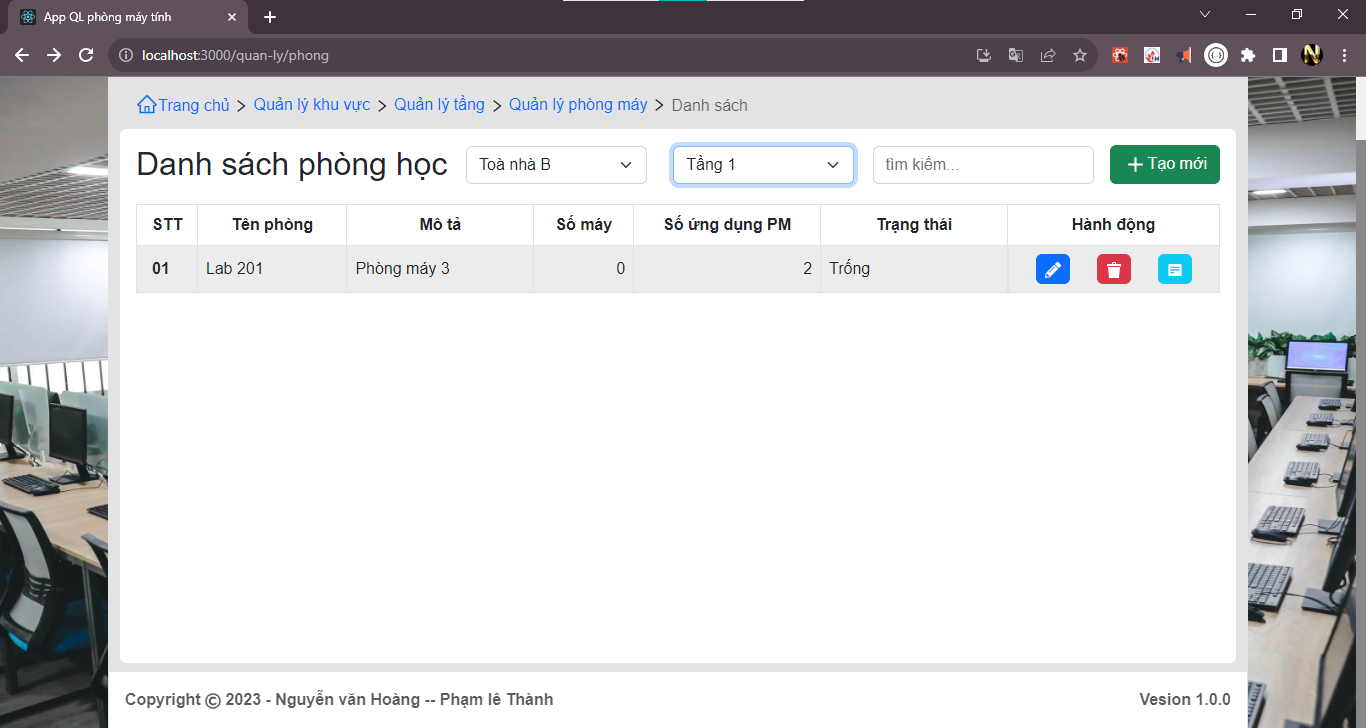 App QL phòng máy tính
localhost:3000/quan-ly/phong
Trang chủ > Quản lý khu vực > Quản lý tầng > Quản lý phòng máy > Danh sách
Danh sách phòng học Toà nhà B Tầng 1 tìm kiếm... + Tạo mới
STT Tên phòng Mô tả Số máy Số ứng dụng PM Trạng thái Hành động
01 Lab 201 Phòng máy 3 0 2 Trống
Copyright © 2023 - Nguyễn văn Hoàng -- Phạm lê Thành Vesion 1.0.0